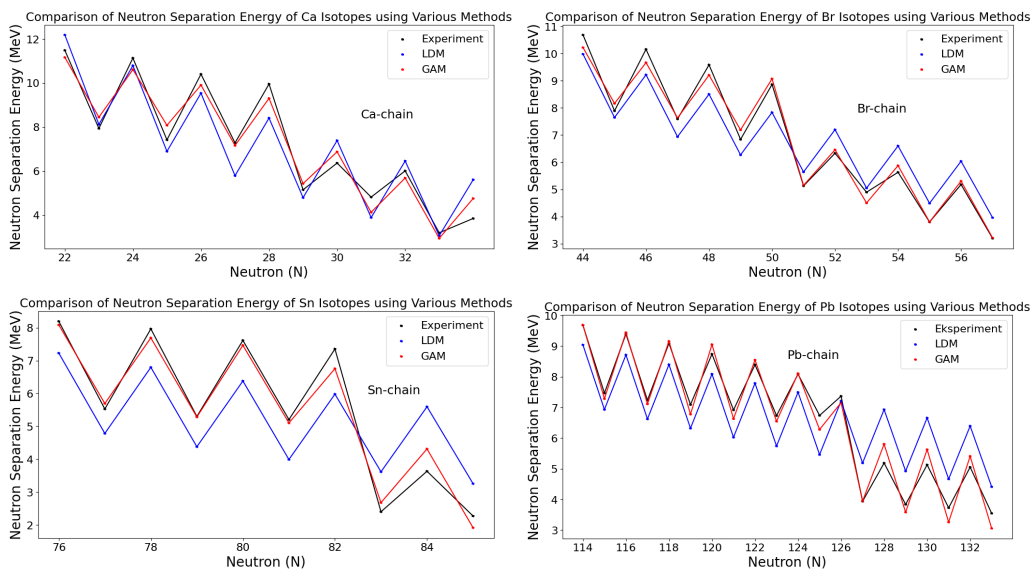 Comparison of Neutron Separation Energy of Ca Isotopes using Various Methods
Neutron Separation Energy (MeV)
12
10
8
6
4
Experiment
LDM
GAM
Ca-chain
22 24 26 28 30 32
Neutron (N)
Comparison of Neutron Separation Energy of Br Isotopes using Various Methods
Neutron Separation Energy (MeV)
11
10
9
8
7
6
5
4
3
Experiment
LDM
GAM
Br-chain
44 46 48 50 52 54 56
Neutron (N)
Comparison of Neutron Separation Energy of Sn Isotopes using Various Methods
Neutron Separation Energy (MeV)
8
7
6
5
4
3
2
Experiment
LDM
GAM
Sn-chain
76 78 80 82 84
Neutron (N)
Comparison of Neutron Separation Energy of Pb Isotopes using Various Methods
Neutron Separation Energy (MeV)
10
9
8
7
6
5
4
3
Eksperiment
LDM
GAM
Pb-chain
114 116 118 120 122 124 126 128 130 132
Neutron (N)